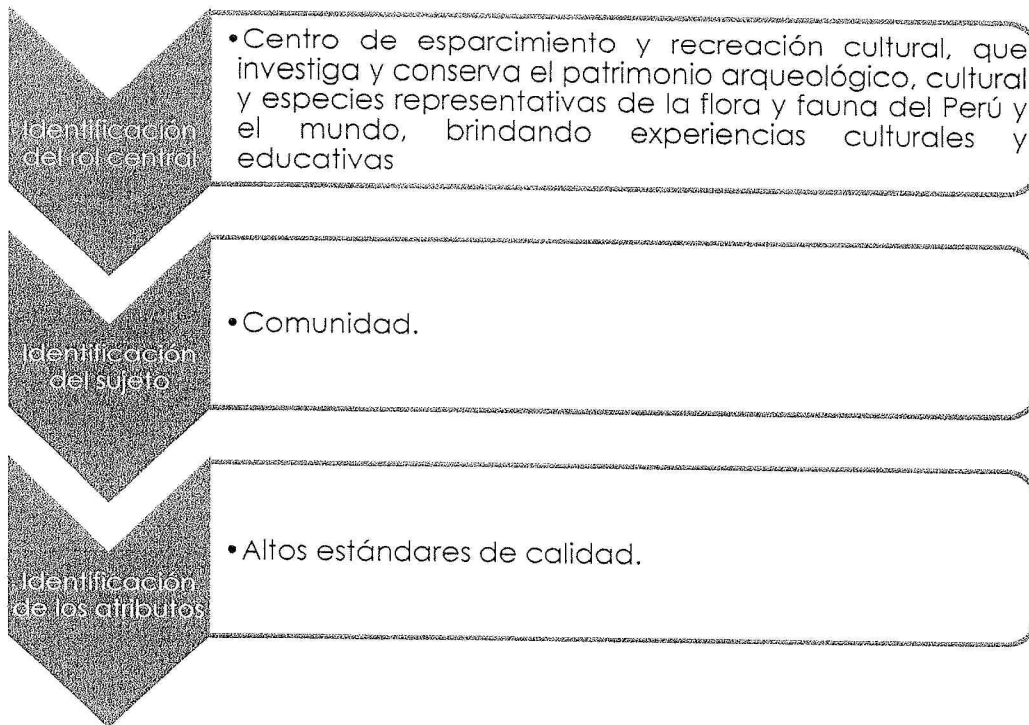 Identificación
del rol central
•Centro de esparcimiento y recreación cultural, que
investiga y conserva el patrimonio arqueológico, cultural
y especies representativas de la flora y fauna del Perú y
el mundo, brindando experiencias culturales y
educativas
Identificación
del sujeto
•Comunidad.
Identificación
de los atributos
•Altos estándares de calidad.